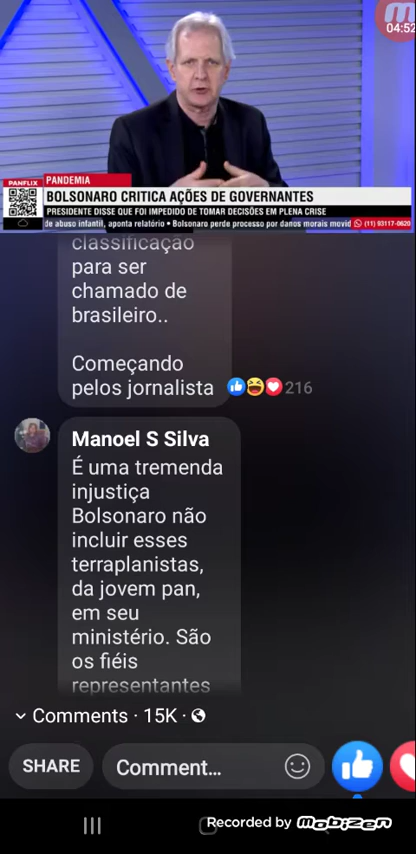 m
04:52
PANFLIX
PANDEMIA
BOLSONARO CRITICA AÇÕES DE GOVERNANTES
PRESIDENTE DISSE QUE FOI IMPEDIDO DE TOMAR DECISÕES EM PLENA CRISE
de abuso infantil, aponta relatório • Bolsonaro perde processo por danos morais movid
(11) 93117-0620
classificação
para ser
chamado de
brasileiro..
Começando
pelos jornalista
216
Manoel S Silva
É uma tremenda
injustiça
Bolsonaro não
incluir esses
terraplanistas,
da jovem pan,
em seu
ministério. São
os fiéis
representantes
Comments · 15K ·
SHARE
Comment...
Recorded by mobizen